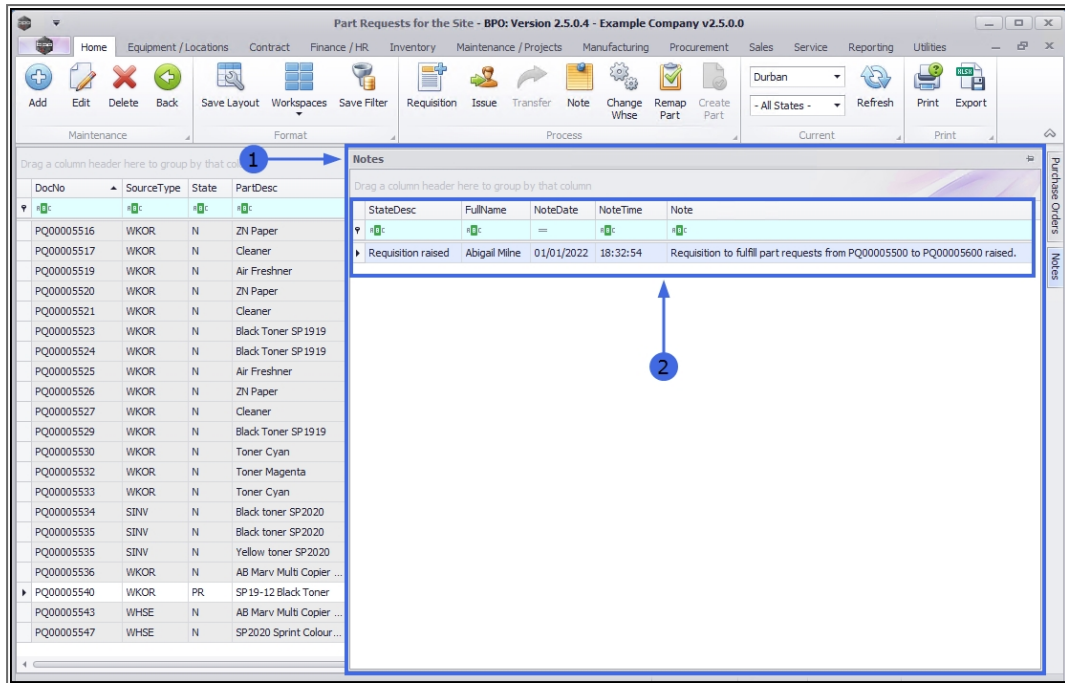 Part Requests for the Site - BPO: Version 2.5.0.4 - Example Company v2.5.0.0
Home Equipment / Locations Contract Finance / HR Inventory Maintenance / Projects Manufacturing Procurement Sales Service Reporting Utilities
Add Edit Delete Back Save Layout Workspaces Save Filter Requisition Issue Transfer Note Change Whse Remap Part Create Part Durban - All States - Refresh Print Export
Maintenance Format Process Current Print
Drag a column header here to group by that co
1
Notes
Drag a column header here to group by that column
DocNo SourceType State PartDesc
PQ00005516 WKOR N ZN Paper
PQ00005517 WKOR N Cleaner
PQ00005519 WKOR N Air Freshner
PQ00005520 WKOR N ZN Paper
PQ00005521 WKOR N Cleaner
PQ00005523 WKOR N Black Toner SP1919
PQ00005524 WKOR N Black Toner SP1919
PQ00005525 WKOR N Air Freshner
PQ00005526 WKOR N ZN Paper
PQ00005527 WKOR N Cleaner
PQ00005529 WKOR N Black Toner SP1919
PQ00005530 WKOR N Toner Cyan
PQ00005532 WKOR N Toner Magenta
PQ00005533 WKOR N Toner Cyan
PQ00005534 SINV N Black toner SP2020
PQ00005535 SINV N Black toner SP2020
PQ00005535 SINV N Yellow toner SP2020
PQ00005536 WKOR N AB Marv Multi Copier ...
PQ00005540 WKOR PR SP19-12 Black Toner
PQ00005543 WHSE N AB Marv Multi Copier ...
PQ00005547 WHSE N SP2020 Sprint Colour...
StateDesc FullName NoteDate NoteTime Note
=
Requisition raised Abigail Milne 01/01/2022 18:32:54 Requisition to fulfill part requests from PQ00005500 to PQ00005600 raised.
2
Purchase Orders
Notes